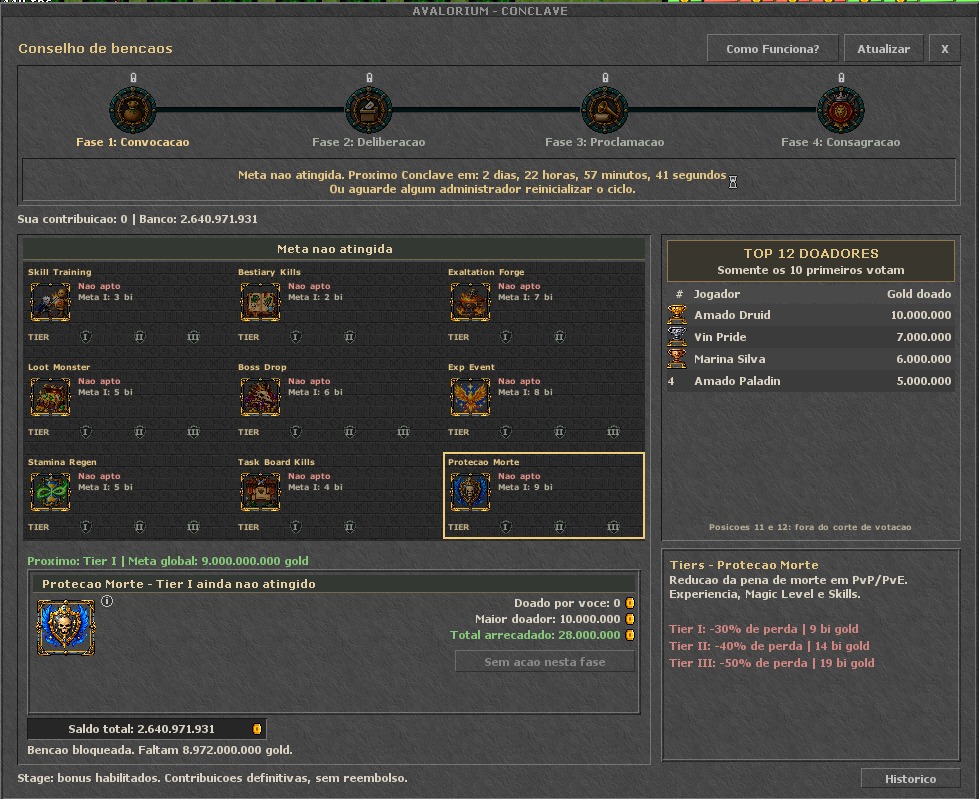 AVALORIUM - CONCLAVE
Conselho de bencaos
Como Funciona?
Atualizar
X
Fase 1: Convocacao
Fase 2: Deliberacao
Fase 3: Proclamacao
Fase 4: Consagracao
Meta nao atingida. Proximo Conclave em: 2 dias, 22 horas, 57 minutos, 41 segundos
Ou aguarde algum administrador reinicializar o ciclo.
Sua contribuicao: 0 | Banco: 2.640.971.931
Meta nao atingida
Skill Training
Nao apto
Meta I: 3 bi
TIER I II III
Bestiary Kills
Nao apto
Meta I: 2 bi
TIER I II
Exaltation Forge
Nao apto
Meta I: 7 bi
TIER I II
Loot Monster
Nao apto
Meta I: 5 bi
TIER I II III
Boss Drop
Nao apto
Meta I: 6 bi
TIER I II III
Exp Event
Nao apto
Meta I: 8 bi
TIER I II III
Stamina Regen
Nao apto
Meta I: 5 bi
TIER I II III
Task Board Kills
Nao apto
Meta I: 4 bi
TIER I II
Protecao Morte
Nao apto
Meta I: 9 bi
TIER I II III
Proximo: Tier I | Meta global: 9.000.000.000 gold
Protecao Morte - Tier I ainda nao atingido
Doado por voce: 0
Maior doador: 10.000.000
Total arrecadado: 28.000.000
Sem acao nesta fase
Saldo total: 2.640.971.931
Bencao bloqueada. Faltam 8.972.000.000 gold.
Stage: bonus habilitados. Contribuicoes definitivas, sem reembolso.
TOP 12 DOADORES
Somente os 10 primeiros votam
# Jogador Gold doado
Amado Druid 10.000.000
Vin Pride 7.000.000
Marina Silva 6.000.000
4 Amado Paladin 5.000.000
Posicoes 11 e 12: fora do corte de votacao
Tiers - Protecao Morte
Reducao da pena de morte em PvP/PvE.
Experiencia, Magic Level e Skills.
Tier I: -30% de perda | 9 bi gold
Tier II: -40% de perda | 14 bi gold
Tier III: -50% de perda | 19 bi gold
Historico